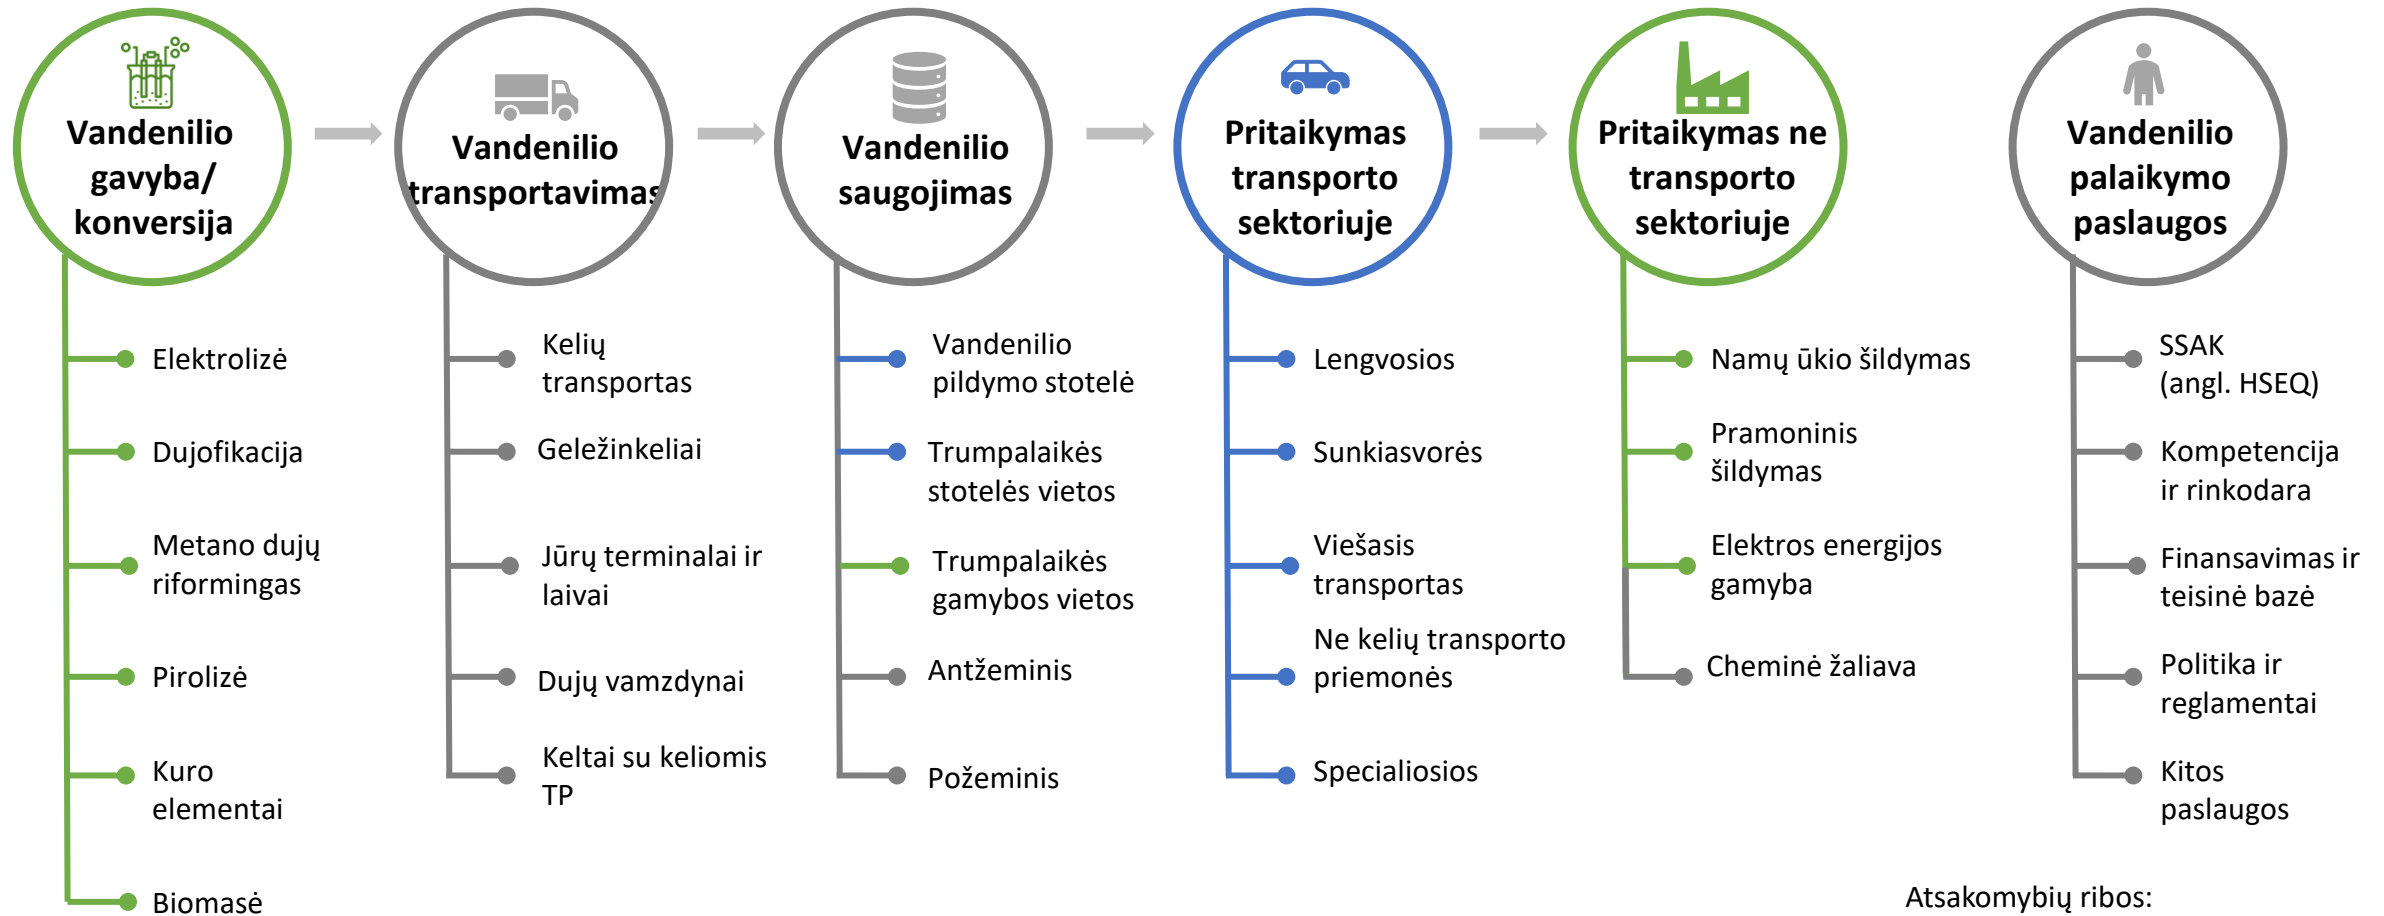 Vandenilio
gavyba/
konversija
Elektrolizė
Dujofikacija
Metano dujų
riformingas
Pirolizė
Kuro
elementai
Biomasė
Vandenilio
transportavimas
Kelių
transportas
Geležinkeliai
Jūrų terminalai ir
laivai
Dujų vamzdynai
Keltai su keliomis
TP
Vandenilio
saugojimas
Vandenilio
pildymo stotelė
Trumpalaikės
stotelės vietos
Trumpalaikės
gamybos vietos
Antžeminis
Požeminis
Pritaikymas
transporto
sektoriuje
Lengvosios
Sunkiasvorės
Viešasis
transportas
Ne kelių transporto
priemonės
Specialiosios
Pritaikymas ne
transporto
sektoriuje
Namų ūkio šildymas
Pramoninis
šildymas
Elektros energijos
gamyba
Cheminė žaliava
Vandenilio
palaikymo
paslaugos
SSAK
(angl. HSEQ)
Kompetencija
ir rinkodara
Finansavimas ir
teisinė bazė
Politika ir
reglamentai
Kitos
paslaugos
Atsakomybių ribos: